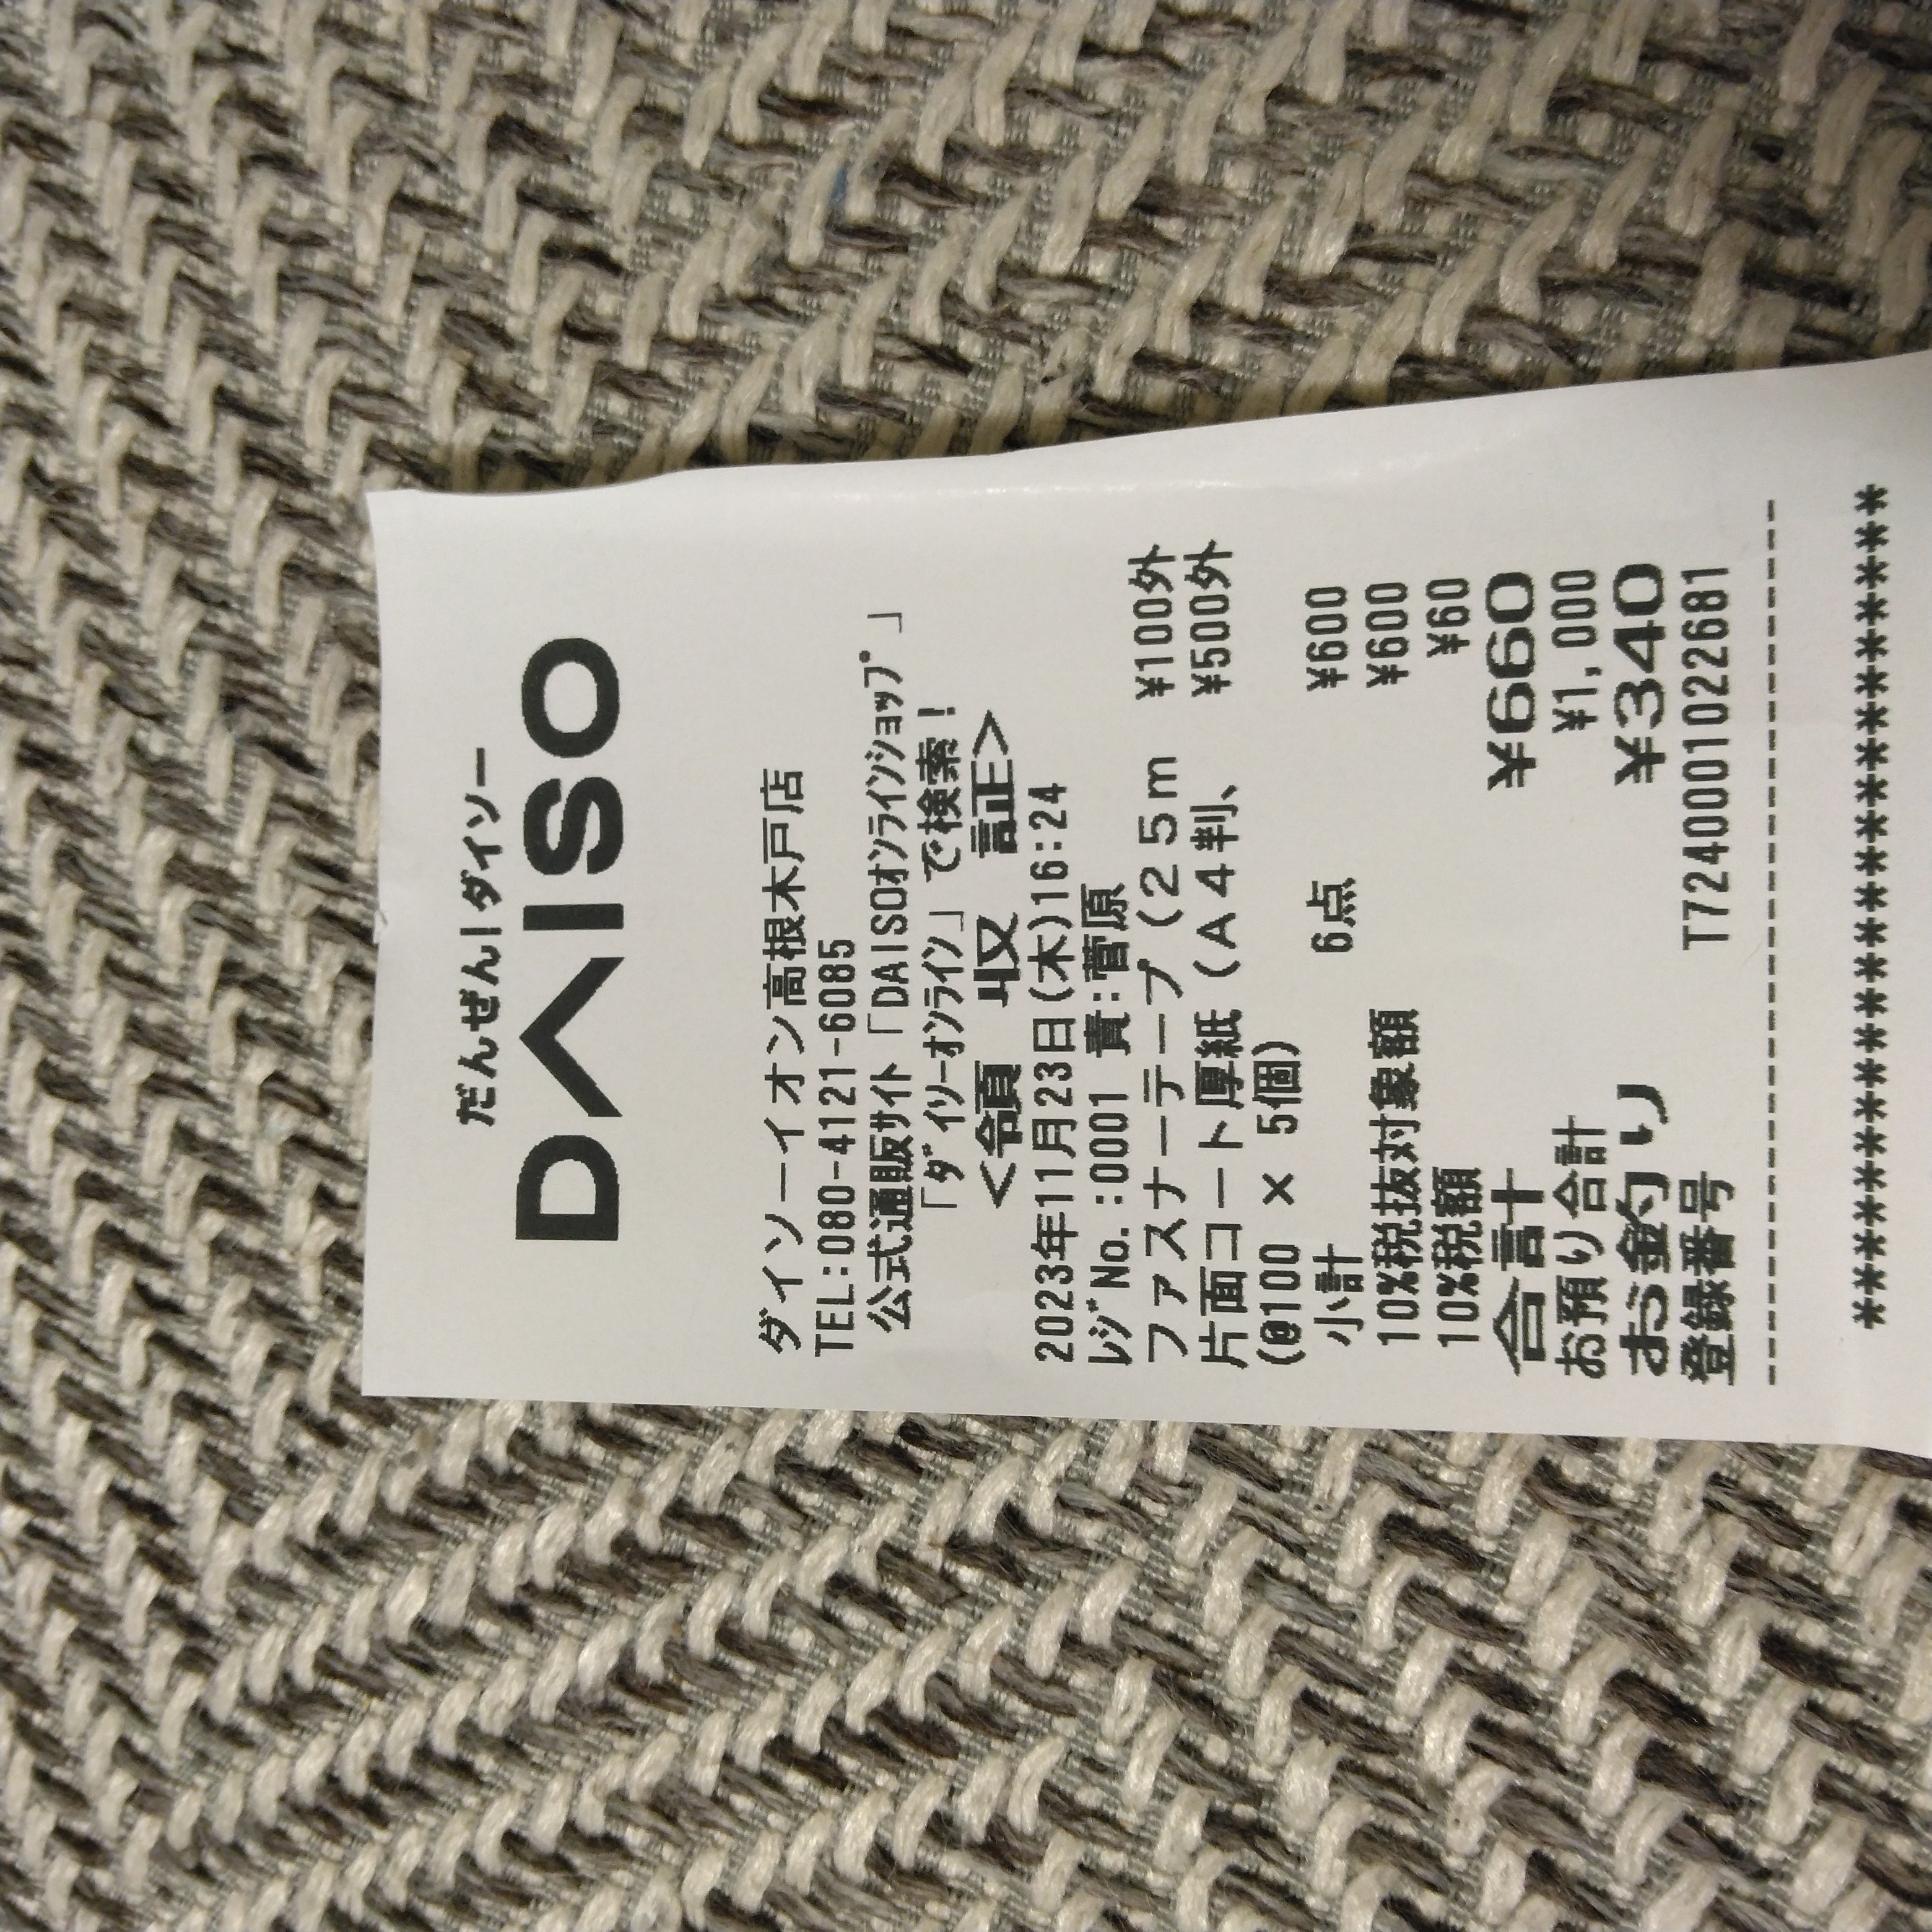 だんぜん|ダイソー
DAISO
ダイソーイオン高根木戸店
TEL:080-4121-6085
公式通販ｻｲﾄ「DAISOｵﾝﾗｲﾝｼｮｯﾌﾟ」
「ﾀﾞｲｿｰｵﾝﾗｲﾝ」で検索!
<領 収 証>
2023年11月23日(木)16:24
ﾚｼﾞNo.:0001 責:菅原
ファスナーテープ（２５ｍ ¥100外
片面コート厚紙（Ａ４判、 ¥500外
(@100 × 5個)
小計 6点 ¥600
10%税抜対象額 ¥600
10%税額 ¥60
合計 ¥660
お預り合計 ¥1,000
お釣り ¥340
登録番号 T7240001022681
---------------------------------
************************